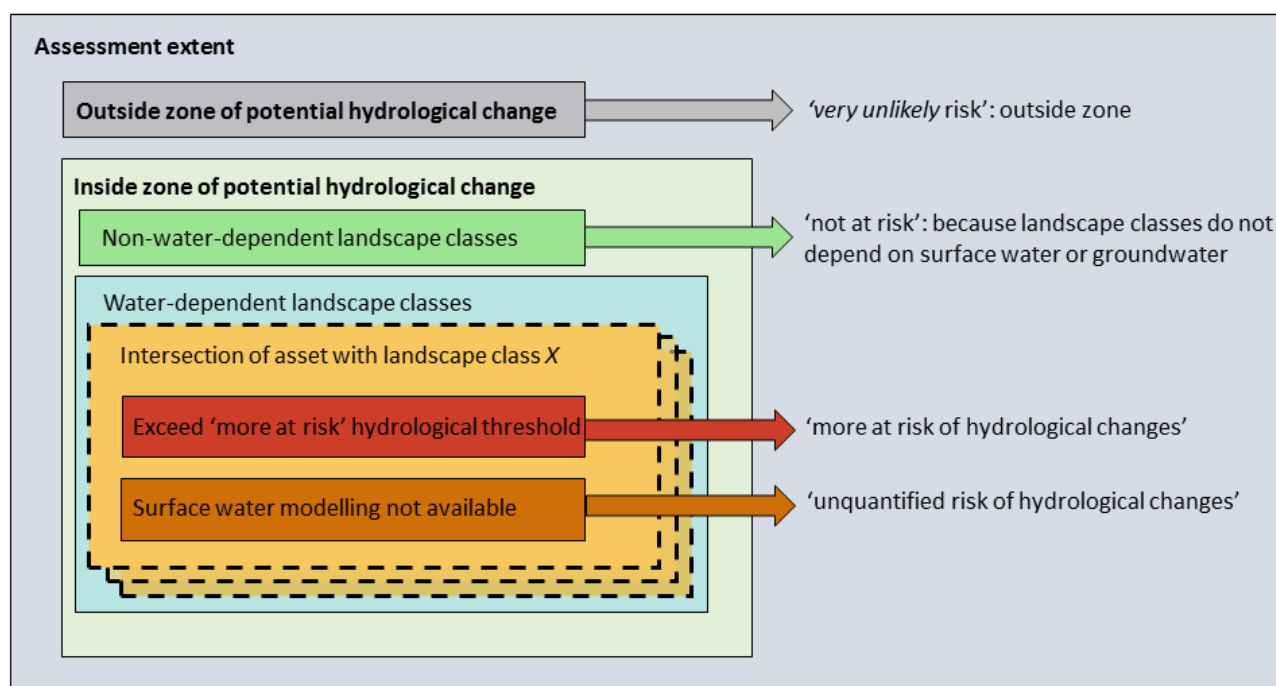 Assessment extent
Outside zone of potential hydrological change
‘very unlikely risk’: outside zone
Inside zone of potential hydrological change
Non-water-dependent landscape classes
‘not at risk’: because landscape classes do not
depend on surface water or groundwater
Water-dependent landscape classes
Intersection of asset with landscape class X
Exceed ‘more at risk’ hydrological threshold
‘more at risk of hydrological changes’
Surface water modelling not available
‘unquantified risk of hydrological changes’